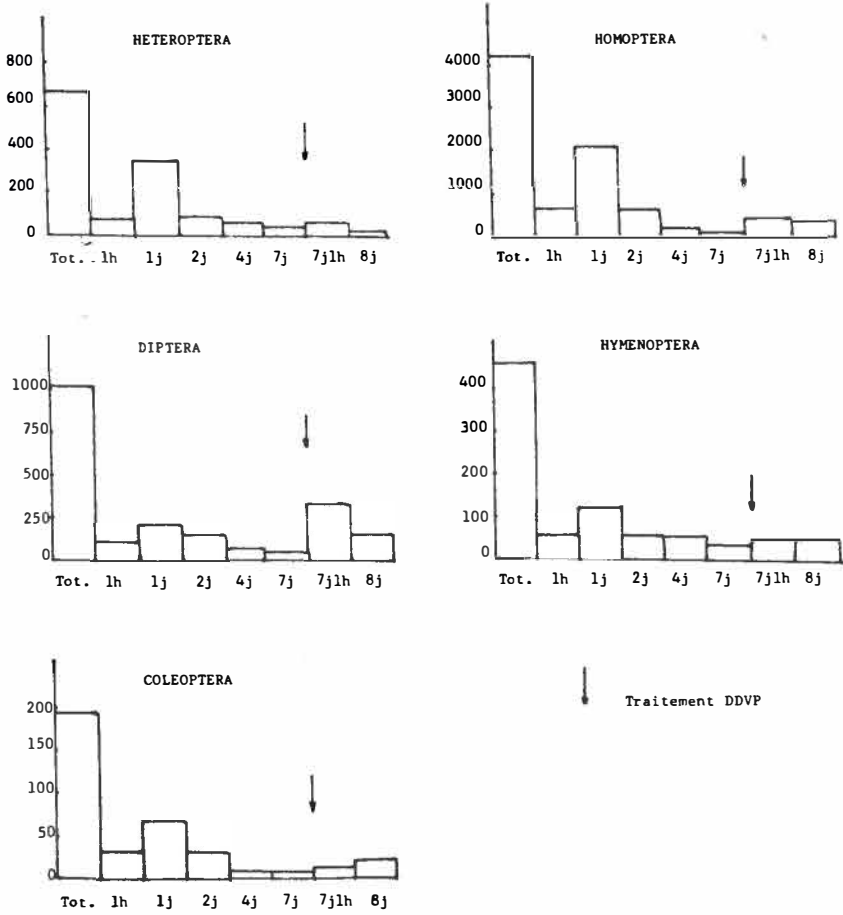 HETEROPTERA
800
600
400
200
0
Tot. 1h 1j 2j 4j 7j 7j1h 8j
HOMOPTERA
4000
3000
2000
1000
0
Tot. 1h 1j 2j 4j 7j 7j1h 8j
DIPTERA
1000
750
500
250
0
Tot. 1h 1j 2j 4j 7j 7j1h 8j
HYMENOPTERA
400
300
200
100
0
Tot. 1h 1j 2j 4j 7j 7j1h 8j
COLEOPTERA
200
150
100
50
0
Tot. 1h 1j 2j 4j 7j 7j1h 8j
Traitement DDVP